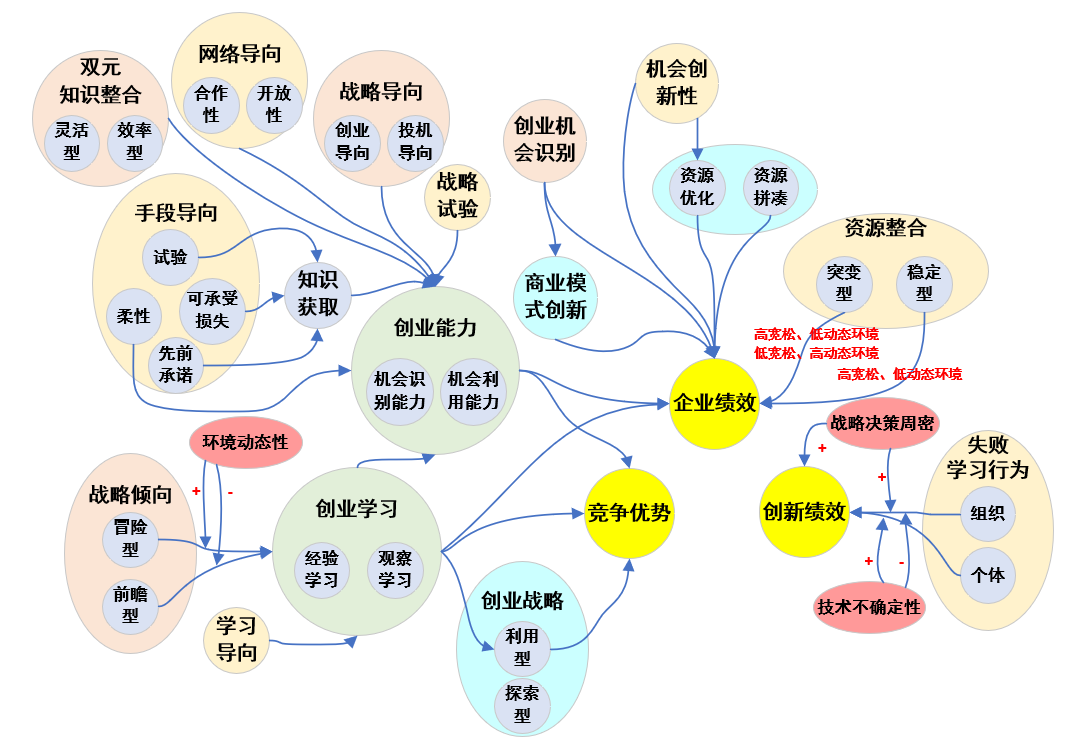 双元
知识整合
灵活
型
效率
型
网络导向
合作
性
开放
性
战略导向
创业
导向
投机
导向
战略
试验
创业机
会识别
机会创
新性
资源
优化
资源
拼凑
手段导向
试验
柔性
可承受
损失
先前
承诺
知识
获取
创业能力
机会识
别能力
机会利
用能力
商业模
式创新
资源整合
突变
型
稳定
型
高宽松、低动态环境
低宽松、高动态环境
高宽松、低动态环境
企业绩效
环境动态性
+
-
战略倾向
冒险
型
前瞻
型
创业学习
经验
学习
观察
学习
学习
导向
竞争优势
创业战略
利用
型
探索
型
战略决策周密
+
+
创新绩效
失败
学习行为
组织
个体
+
-
技术不确定性